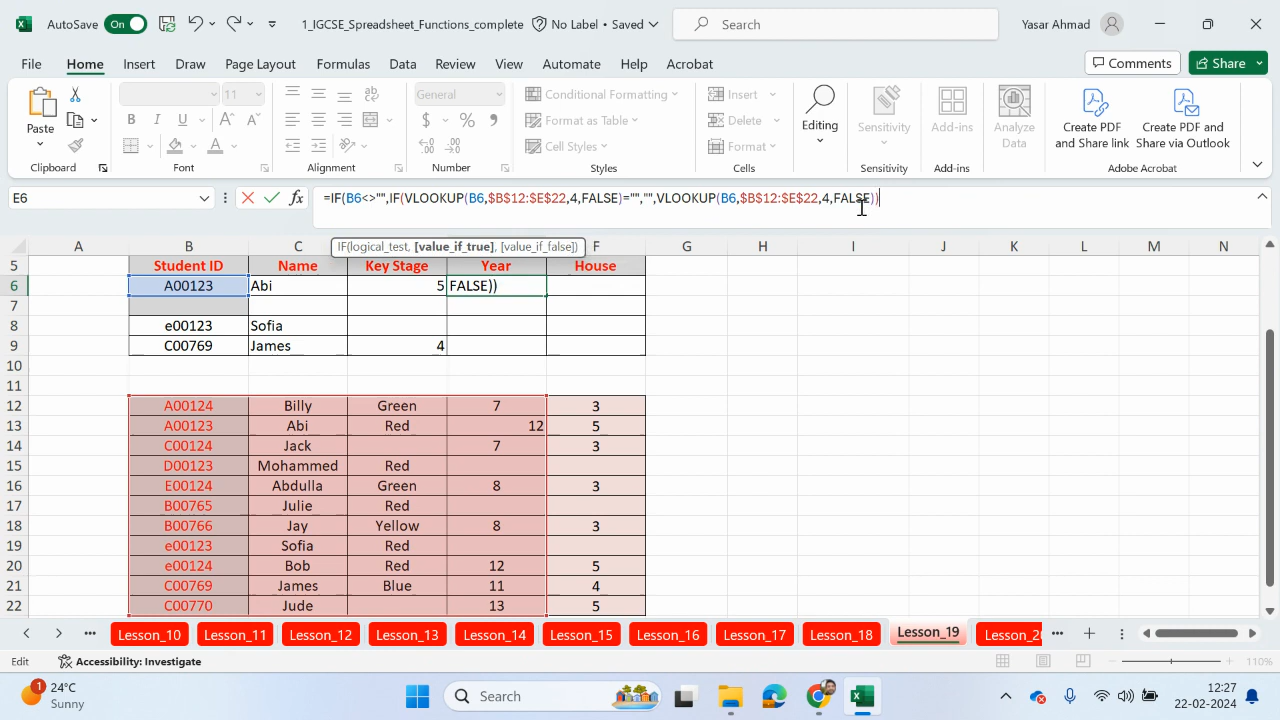 AutoSave On 1_IGCSE_Spreadsheet_Functions_complete No Label • Saved Search Yasar Ahmad
File Home Insert Draw Page Layout Formulas Data Review View Automate Help Acrobat Comments Share
Paste 11 General Conditional Formatting Insert Editing Sensitivity Add-ins Analyze Data Create PDF and Share link Create PDF and Share via Outlook
B I U A A $ % , Format as Table Delete
Cell Styles Format
Clipboard Font Alignment Number Styles Cells Sensitivity Add-ins Adobe Acrobat
E6 fx =IF(B6<>"",IF(VLOOKUP(B6,$B$12:$E$22,4,FALSE)="","",VLOOKUP(B6,$B$12:$E$22,4,FALSE))
IF(logical_test, [value_if_true], [value_if_false])
A B C F G H I J K L M N
5 Student ID Name Key Stage Year House
6 A00123 Abi 5 FALSE))
7
8 e00123 Sofia
9 C00769 James 4
10
11
12 A00124 Billy Green 7 3
13 A00123 Abi Red 12 5
14 C00124 Jack 7 3
15 D00123 Mohammed Red
16 E00124 Abdulla Green 8 3
17 B00765 Julie Red
18 B00766 Jay Yellow 8 3
19 e00123 Sofia Red
20 e00124 Bob Red 12 5
21 C00769 James Blue 11 4
22 C00770 Jude 13 5
Lesson_10 Lesson_11 Lesson_12 Lesson_13 Lesson_14 Lesson_15 Lesson_16 Lesson_17 Lesson_18 Lesson_19
Edit Accessibility: Investigate 110%
1 24°C Sunny Search 12:27 22-02-2024